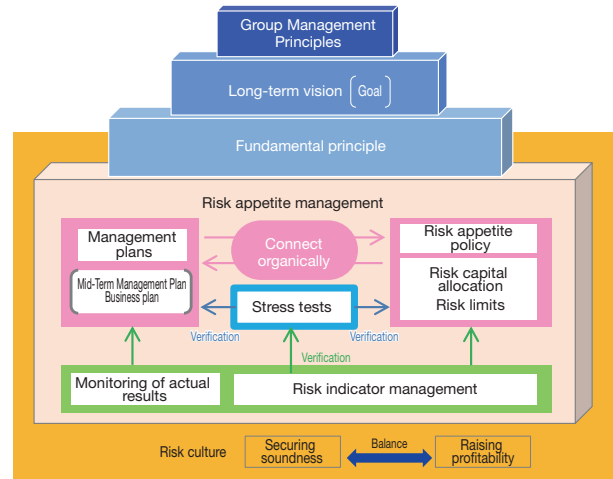 Group Management
Principles
Long-term vision [Goal]
Fundamental principle
Risk appetite management
Management
plans
Mid-Term Management Plan
Business plan
Connect
organically
Risk appetite
policy
Risk capital
allocation
Risk limits
Stress tests
Verification
Verification
Verification
Monitoring of actual
results
Risk indicator management
Risk culture
Securing
soundness
Balance
Raising
profitability